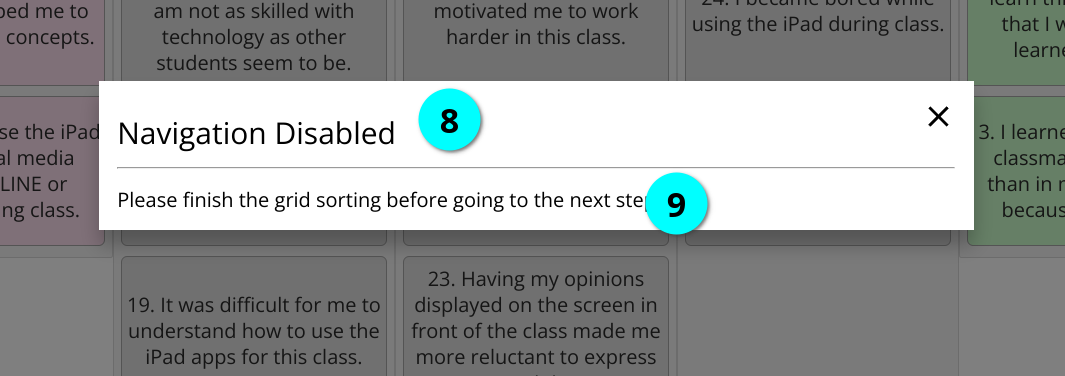 ped me to
concepts.
am not as skilled with
technology as other
students seem to be.
motivated me to work
harder in this class.
24. I became bored while
using the iPad during class.
learn th
that I w
learne
se the iPad
al media
LINE or
ng class.
Navigation Disabled
8
Please finish the grid sorting before going to the next step
9
3. I learne
classma
than in r
becaus
19. It was difficult for me to
understand how to use the
iPad apps for this class.
23. Having my opinions
displayed on the screen in
front of the class made me
more reluctant to express